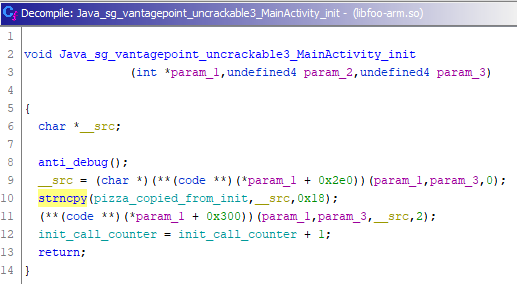 Decompile: Java_sg_vantagepoint_uncrackable3_MainActivity_init - (libfoo-arm.so)
1
2 void Java_sg_vantagepoint_uncrackable3_MainActivity_init
3 (int *param_1,undefined4 param_2,undefined4 param_3)
4
5 {
6 char *__src;
7
8 anti_debug();
9 __src = (char *)(**(code **)(*param_1 + 0x2e0))(param_1,param_3,0);
10 strncpy(pizza_copied_from_init,__src,0x18);
11 (**(code **)(*param_1 + 0x300))(param_1,param_3,__src,2);
12 init_call_counter = init_call_counter + 1;
13 return;
14 }